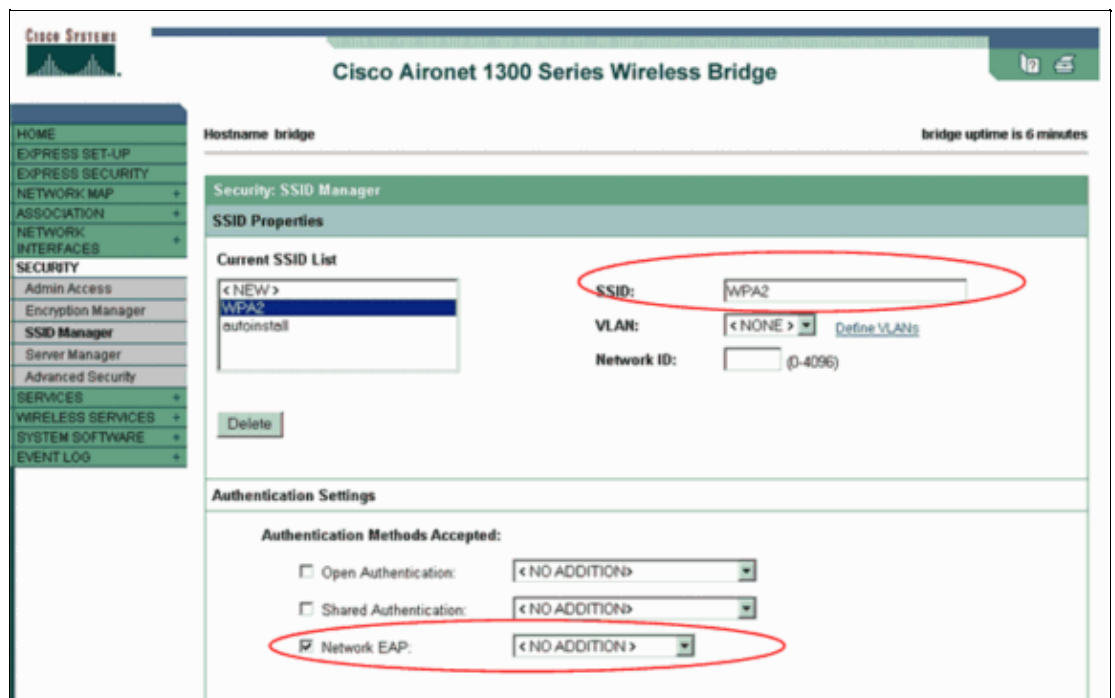 CISCO SYSTEMS
Cisco Aironet 1300 Series Wireless Bridge
HOME
EXPRESS SET-UP
EXPRESS SECURITY
NETWORK MAP +
ASSOCIATION +
NETWORK
INTERFACES +
SECURITY
Admin Access
Encryption Manager
SSID Manager
Server Manager
Advanced Security
SERVICES +
WIRELESS SERVICES +
SYSTEM SOFTWARE +
EVENT LOG +
Hostname bridge
bridge uptime is 6 minutes
Security: SSID Manager
SSID Properties
Current SSID List
< NEW >
WPA2
autoinstall
SSID: WPA2
VLAN: < NONE > Define VLANs
Network ID: (0-4096)
Delete
Authentication Settings
Authentication Methods Accepted:
Open Authentication: < NO ADDITION>
Shared Authentication: < NO ADDITION>
Network EAP: < NO ADDITION >